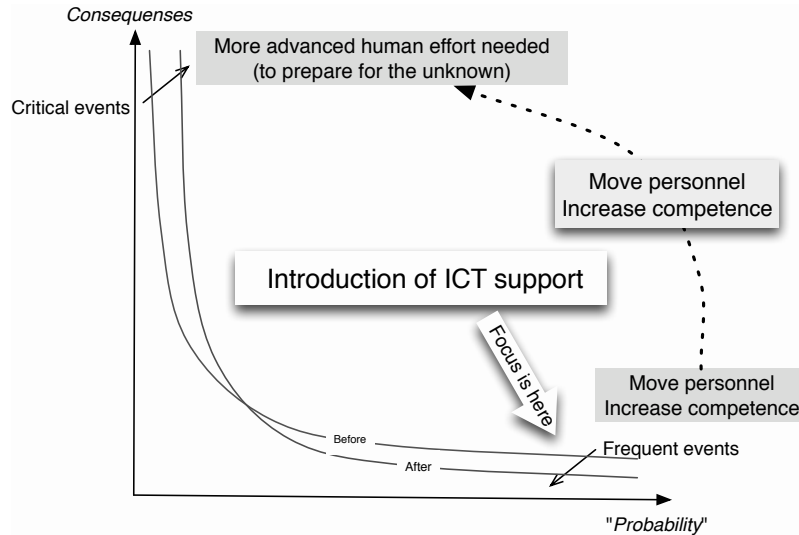 Consequenses
More advanced human effort needed
(to prepare for the unknown)
Critical events
Move personnel
Increase competence
Introduction of ICT support
Focus is here
Move personnel
Increase competence
Before
Frequent events
After
"Probability"